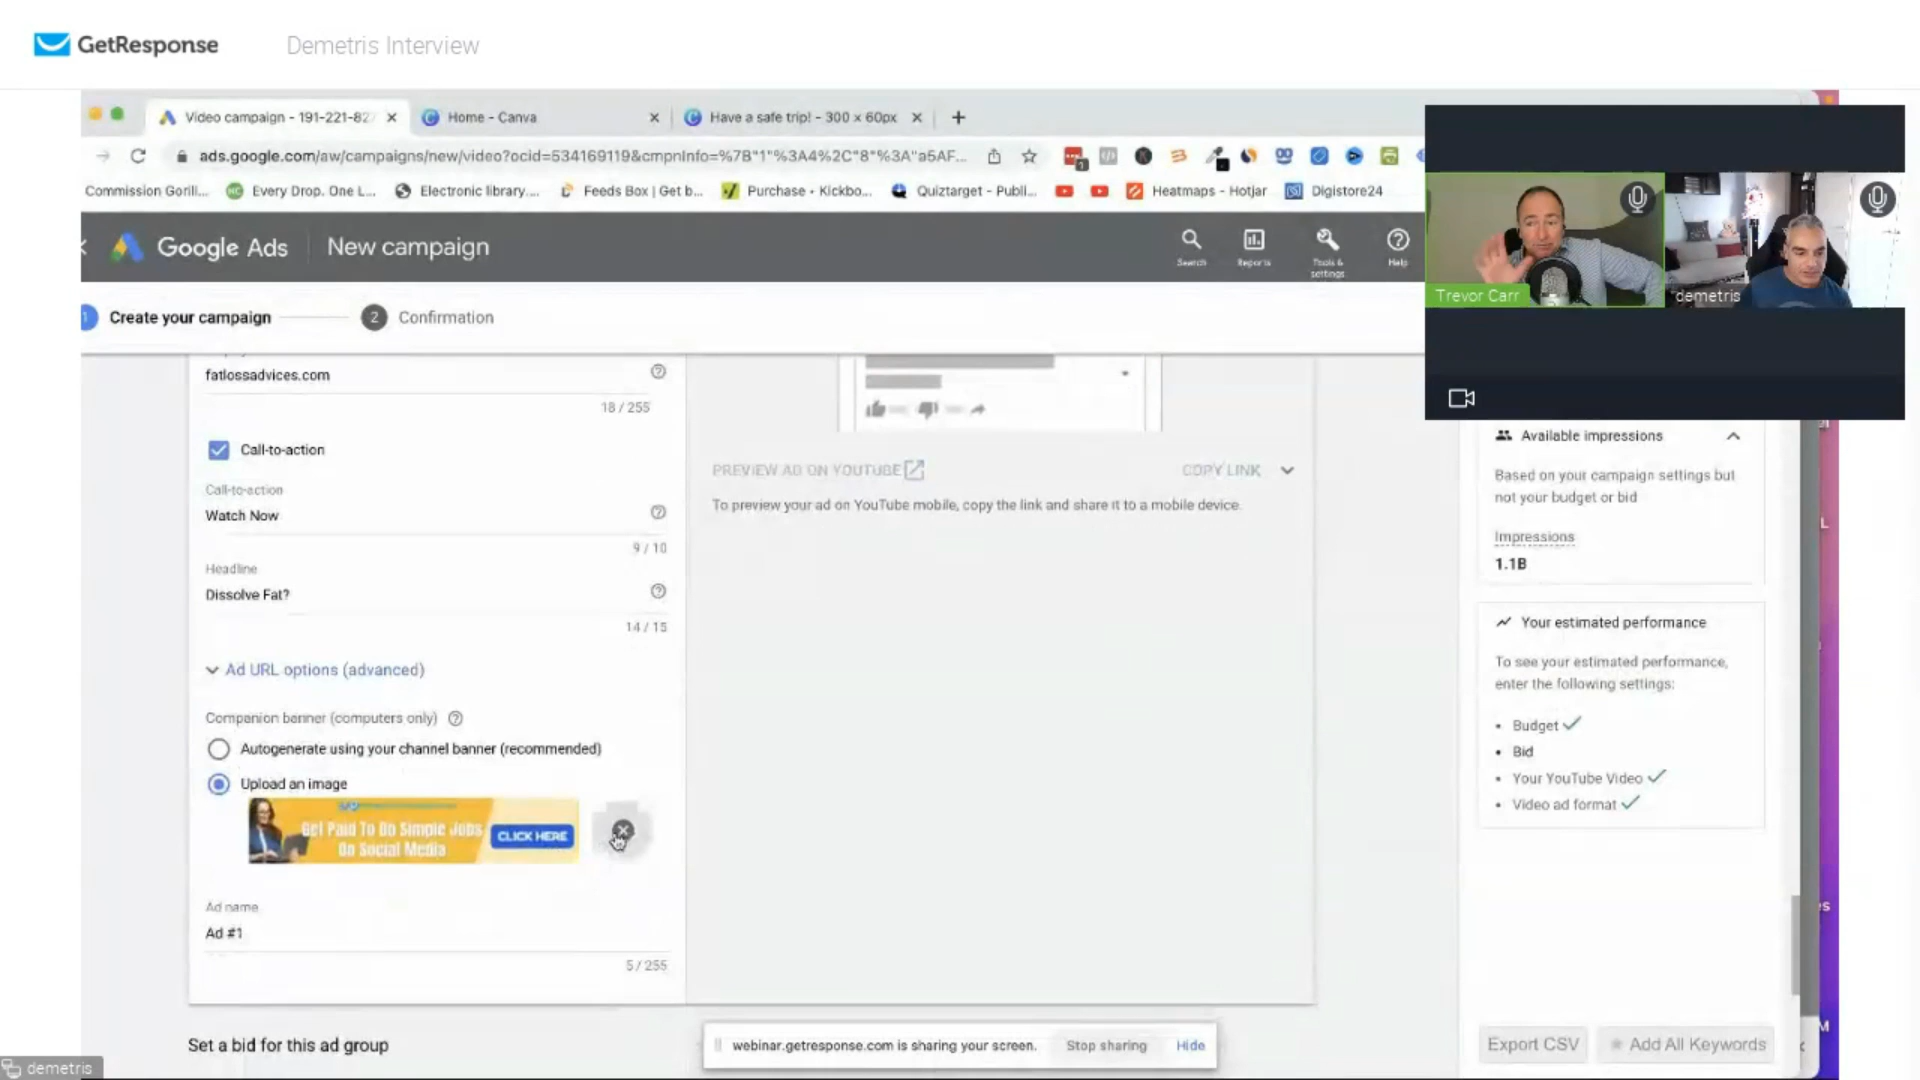 GetResponse
Demetris Interview
Video campaign - 191-221-82
Home - Canva
Have a safe trip! - 300 x 60px
ads.google.com/aw/campaigns/new/video?ocid=534169119&cmpnInfo=%7B"1"%3A4%2C"8"%3A"a5AF...
Commission Gorill...
Every Drop. One L...
Electronic library....
Feeds Box | Get b...
Purchase • Kickbo...
Quiztarget - Publi...
Heatmaps - Hotjar
Digistore24
Google Ads
New campaign
Search
Reports
Tools & settings
Help
Trevor Carr
demetris
1
Create your campaign
2
Confirmation
fatlossadvices.com
18 / 255
Call-to-action
Call-to-action
Watch Now
9 / 10
Headline
Dissolve Fat?
14 / 15
Ad URL options (advanced)
Companion banner (computers only)
Autogenerate using your channel banner (recommended)
Upload an image
Get Paid To Do Simple Jobs
On Social Media
CLICK HERE
Ad name
Ad #1
5 / 255
Set a bid for this ad group
PREVIEW AD ON YOUTUBE
COPY LINK
To preview your ad on YouTube mobile, copy the link and share it to a mobile device.
Available impressions
Based on your campaign settings but
not your budget or bid
Impressions
1.1B
Your estimated performance
To see your estimated performance,
enter the following settings:
• Budget
• Bid
• Your YouTube Video
• Video ad format
Export CSV
Add All Keywords
webinar.getresponse.com is sharing your screen.
Stop sharing
Hide
demetris